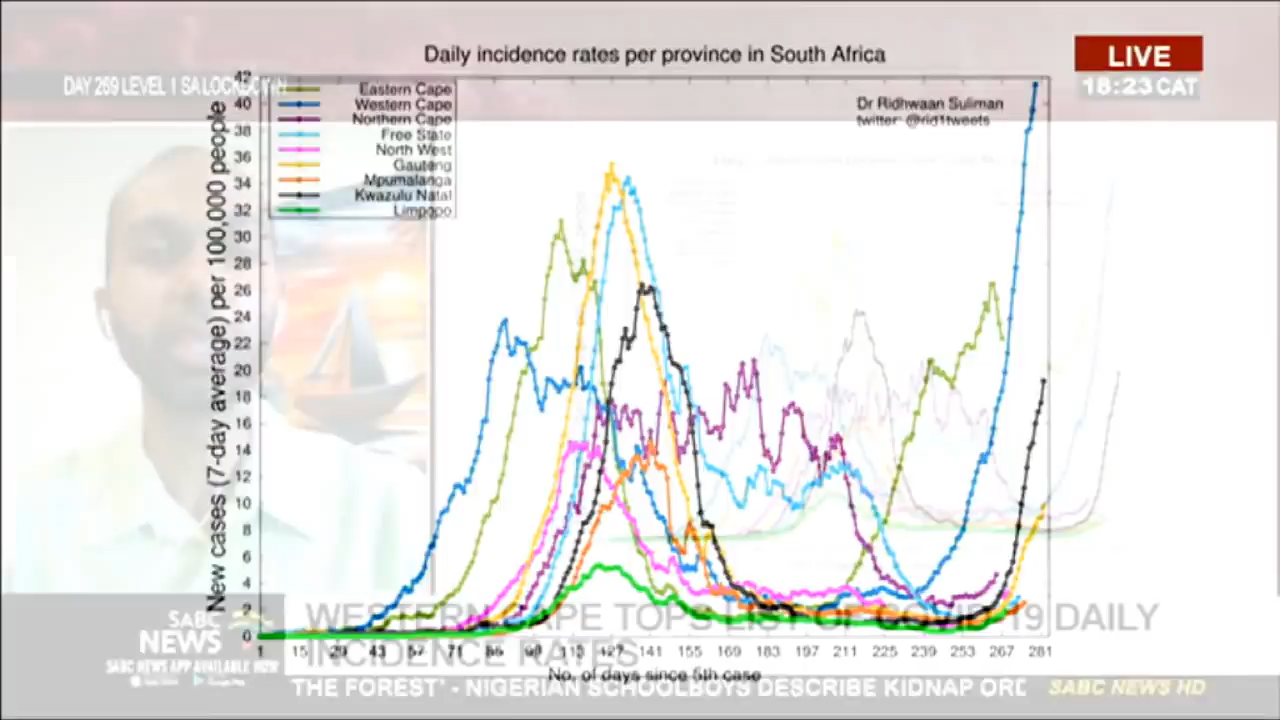 Daily incidence rates per province in South Africa
LIVE
18:23 CAT
DAY 269 LEVEL 1 SA LOCKDOWN
Dr Ridhwaan Suliman
twitter: @rid1tweets
Eastern Cape
Western Cape
Northern Cape
Free State
North West
Gauteng
Mpumalanga
Kwazulu Natal
Limpopo
New cases (7-day average) per 100,000 people
42
40
38
36
34
32
30
28
26
24
22
20
18
16
14
12
10
8
6
4
2
0
1 15 29 43 57 71 85 99 113 127 141 155 169 183 197 211 225 239 253 267 281
No. of days since 5th case
WESTERN CAPE TOPS LIST OF COVID-19 DAILY
INCIDENCE RATES
SABC
NEWS
SABC NEWS APP AVAILABLE NOW
THE FOREST' - NIGERIAN SCHOOLBOYS DESCRIBE KIDNAP ORD
SABC NEWS HD